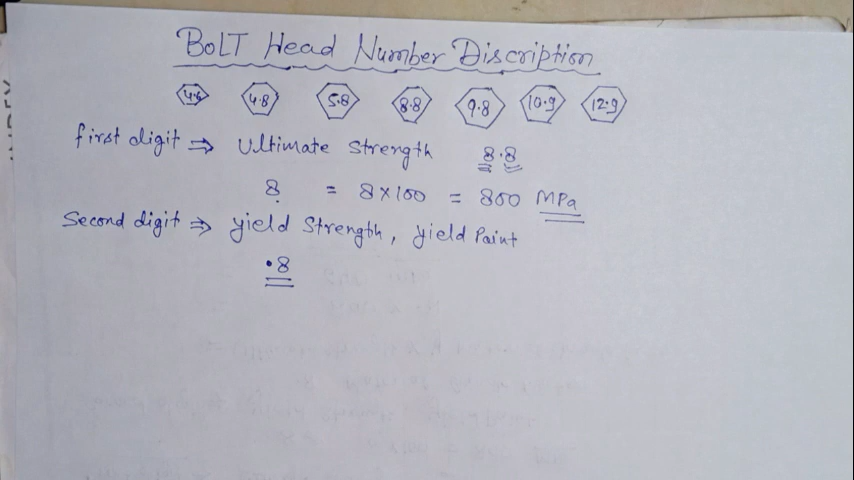 BoLT Head Number Discription
4.6 4.8 5.8 8.8 9.8 10.9 12.9
first digit ⇒ Ultimate Strength 8.8
8 = 8×100 = 800 MPa
Second digit ⇒ yield Strength, yield Paint
.8